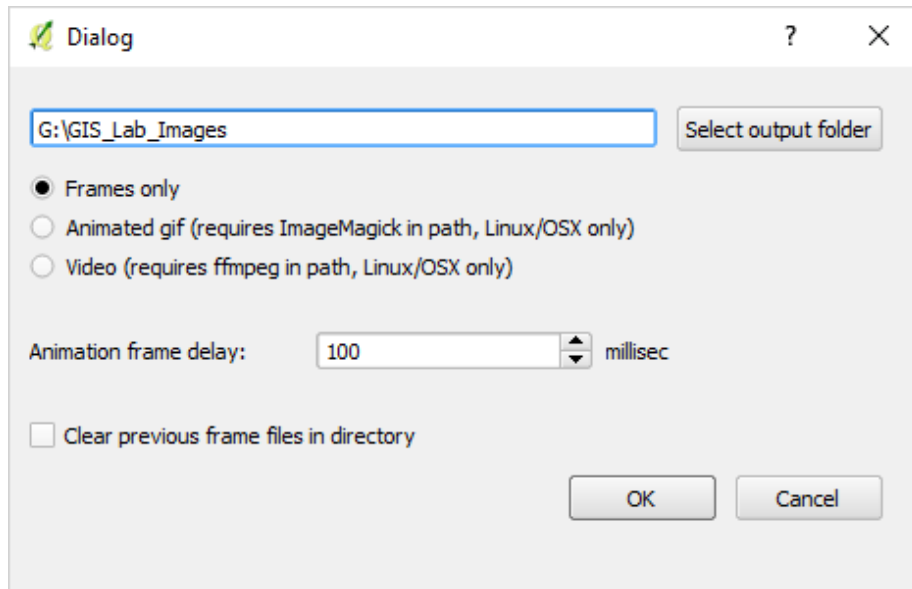 Dialog
?
G:\GIS_Lab_Images
Select output folder
Frames only
Animated gif (requires ImageMagick in path, Linux/OSX only)
Video (requires ffmpeg in path, Linux/OSX only)
Animation frame delay:
100
millisec
Clear previous frame files in directory
OK
Cancel